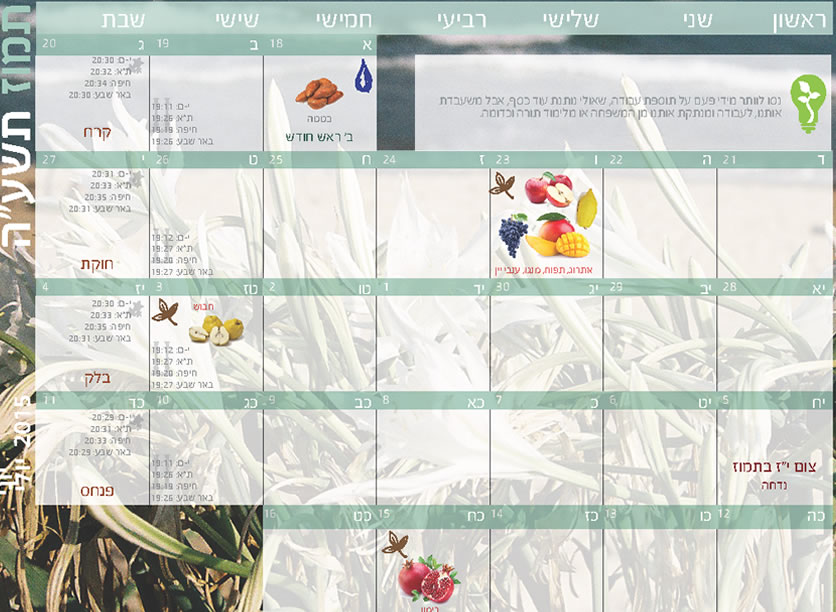 תמוז תשע"ה
2015
ראשון שני שלישי רביעי חמישי שישי שבת
א 18 ב 19 ג 20
נסו לוותר מידי פעם על תוספת עבודה, שאולי נותנת עוד כסף, אבל משעבדת
אותנו, לעבודה ומנתקת אותנו מן המשפחה או מלימוד תורה וכדומה.
בטטה
ב' ראש חודש
י-ם: 19:11
ת"א: 19:26
חיפה: 19:19
באר שבע: 19:26
י-ם: 20:30
ת"א: 20:32
חיפה: 20:34
באר שבע: 20:30
קרח
ד 21 ה 22 ו 23 ז 24 ח 25 ט 26 י 27
אתרוג, תפוח, מנגו, ענבי יין
י-ם: 19:12
ת"א: 19:27
חיפה: 19:20
באר שבע: 19:27
י-ם: 20:31
ת"א: 20:33
חיפה: 20:35
באר שבע: 20:31
חוקת
יא 28 יב 29 יג 30 יד 1 טו 2 טז 3 יז 4
חבוש
י-ם: 19:12
ת"א: 19:27
חיפה: 19:20
באר שבע: 19:27
י-ם: 20:30
ת"א: 20:33
חיפה: 20:35
באר שבע: 20:31
בלק
יח 5 יט 6 כ 7 כא 8 כב 9 כג 10 כד 11
צום י"ז בתמוז
נדחה
י-ם: 19:11
ת"א: 19:26
חיפה: 19:19
באר שבע: 19:26
י-ם: 20:29
ת"א: 20:31
חיפה: 20:33
באר שבע: 20:29
פנחס
כה 12 כו 13 כז 14 כח 15 כט 16
רימון